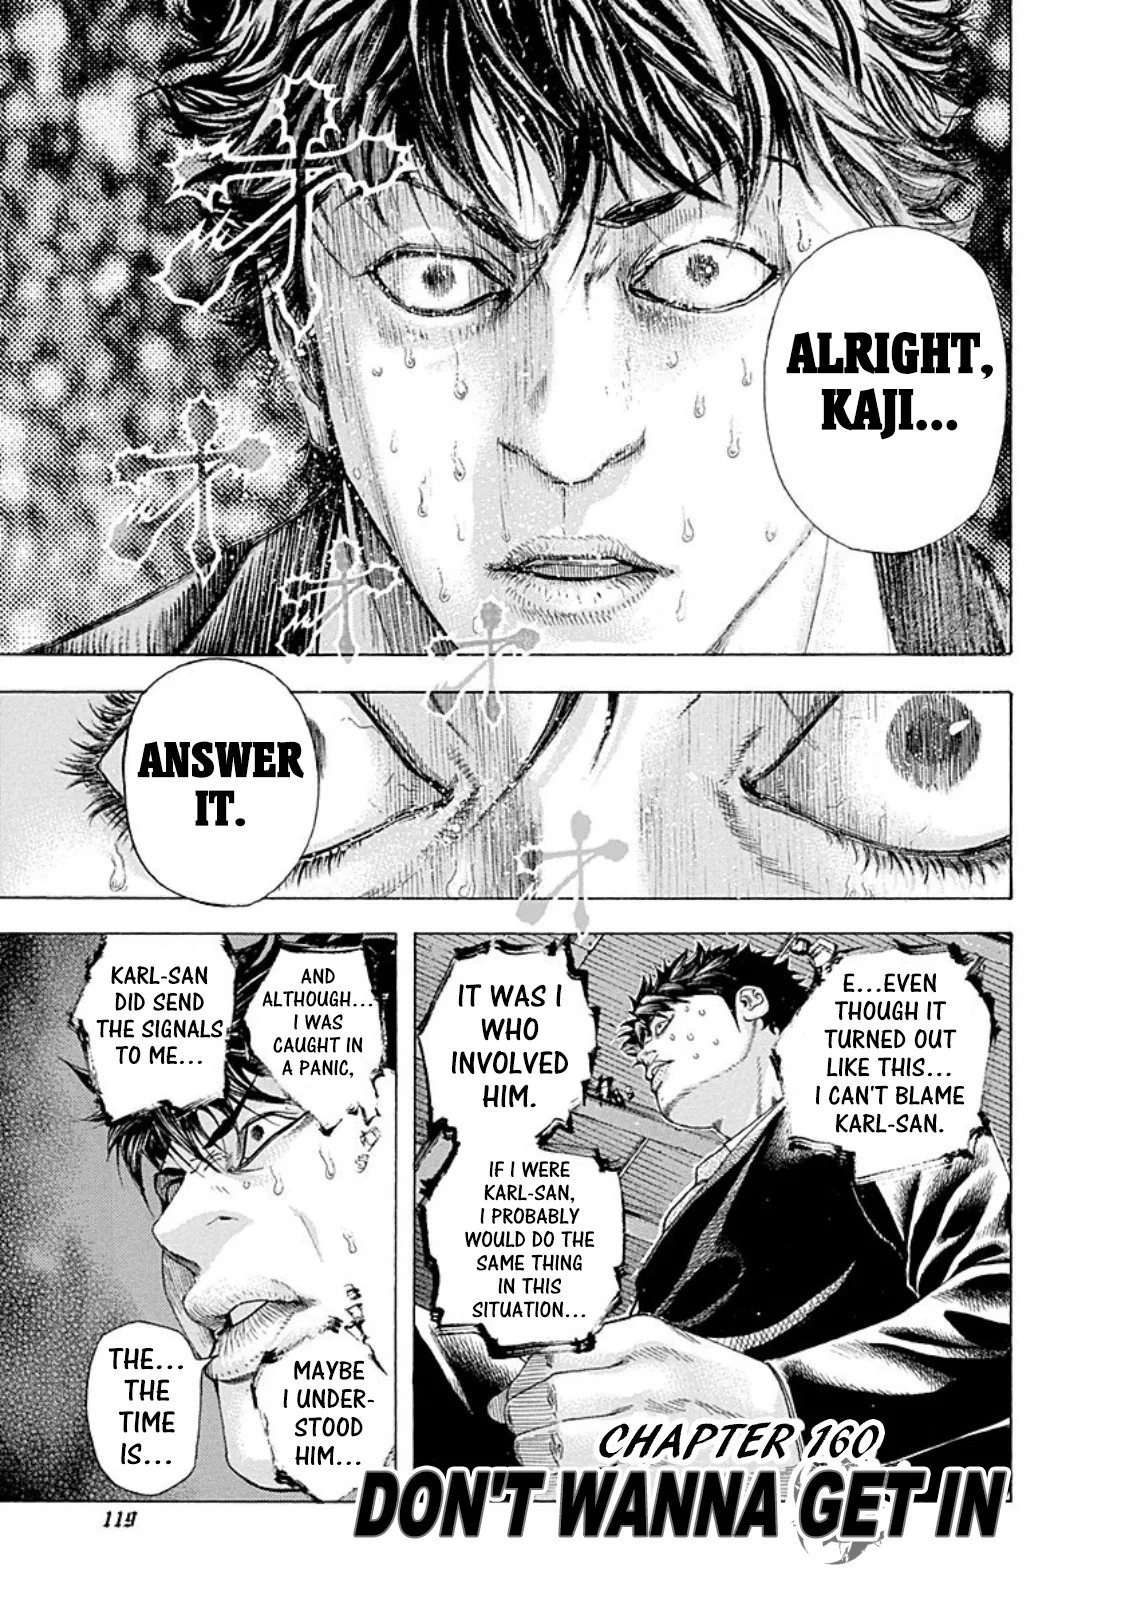 ALRIGHT,
KAJI...
ANSWER
IT.
E...EVEN
THOUGH IT
TURNED OUT
LIKE THIS...
I CAN'T BLAME
KARL-SAN.
IT WAS I
WHO
INVOLVED
HIM.
IF I WERE
KARL-SAN,
I PROBABLY
WOULD DO THE
SAME THING
IN THIS
SITUATION...
AND
ALTHOUGH...
I WAS
CAUGHT IN
A PANIC,
KARL-SAN
DID SEND
THE SIGNALS
TO ME...
MAYBE
I UNDER-
STOOD
HIM...
THE...
THE
TIME
IS...
CHAPTER 160
DON'T WANNA GET IN
119